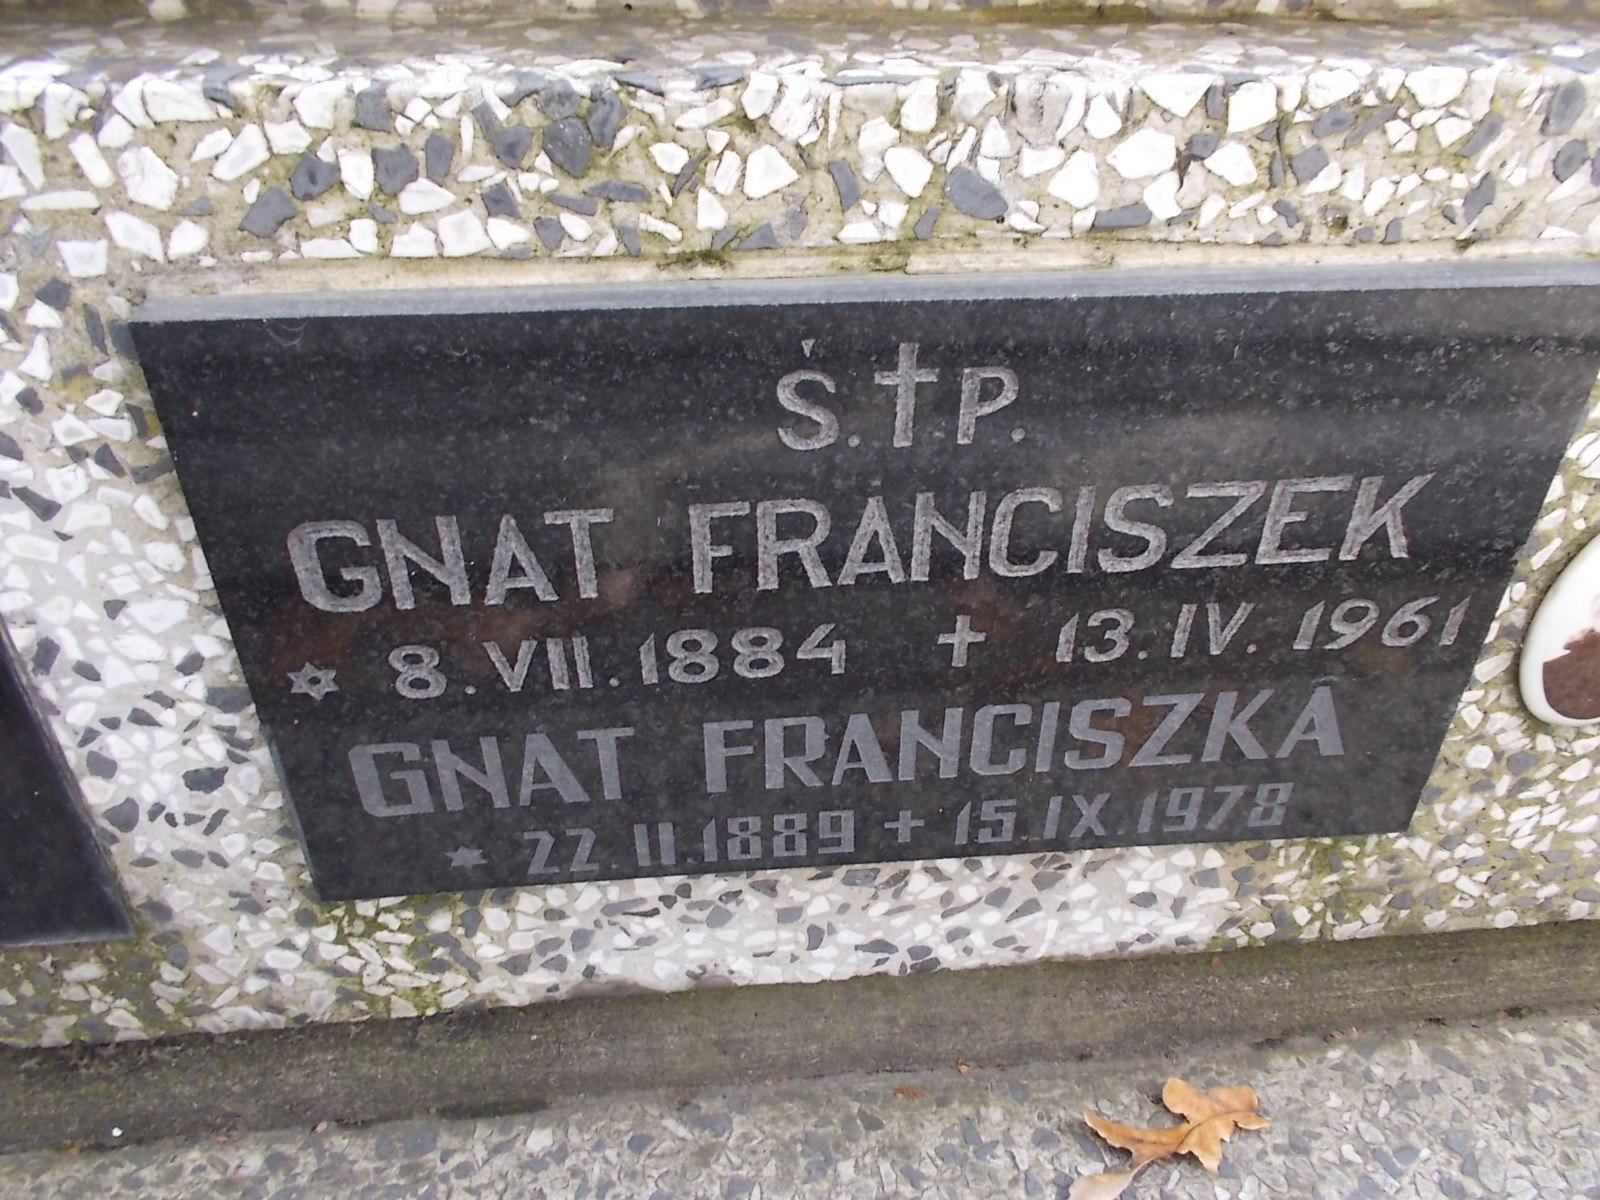 Ś.†P.
GNAT FRANCISZEK
✡ 8.VII.1884 + 13.IV.1961
GNAT FRANCISZKA
★ 22.II.1889 + 15.IX.1978